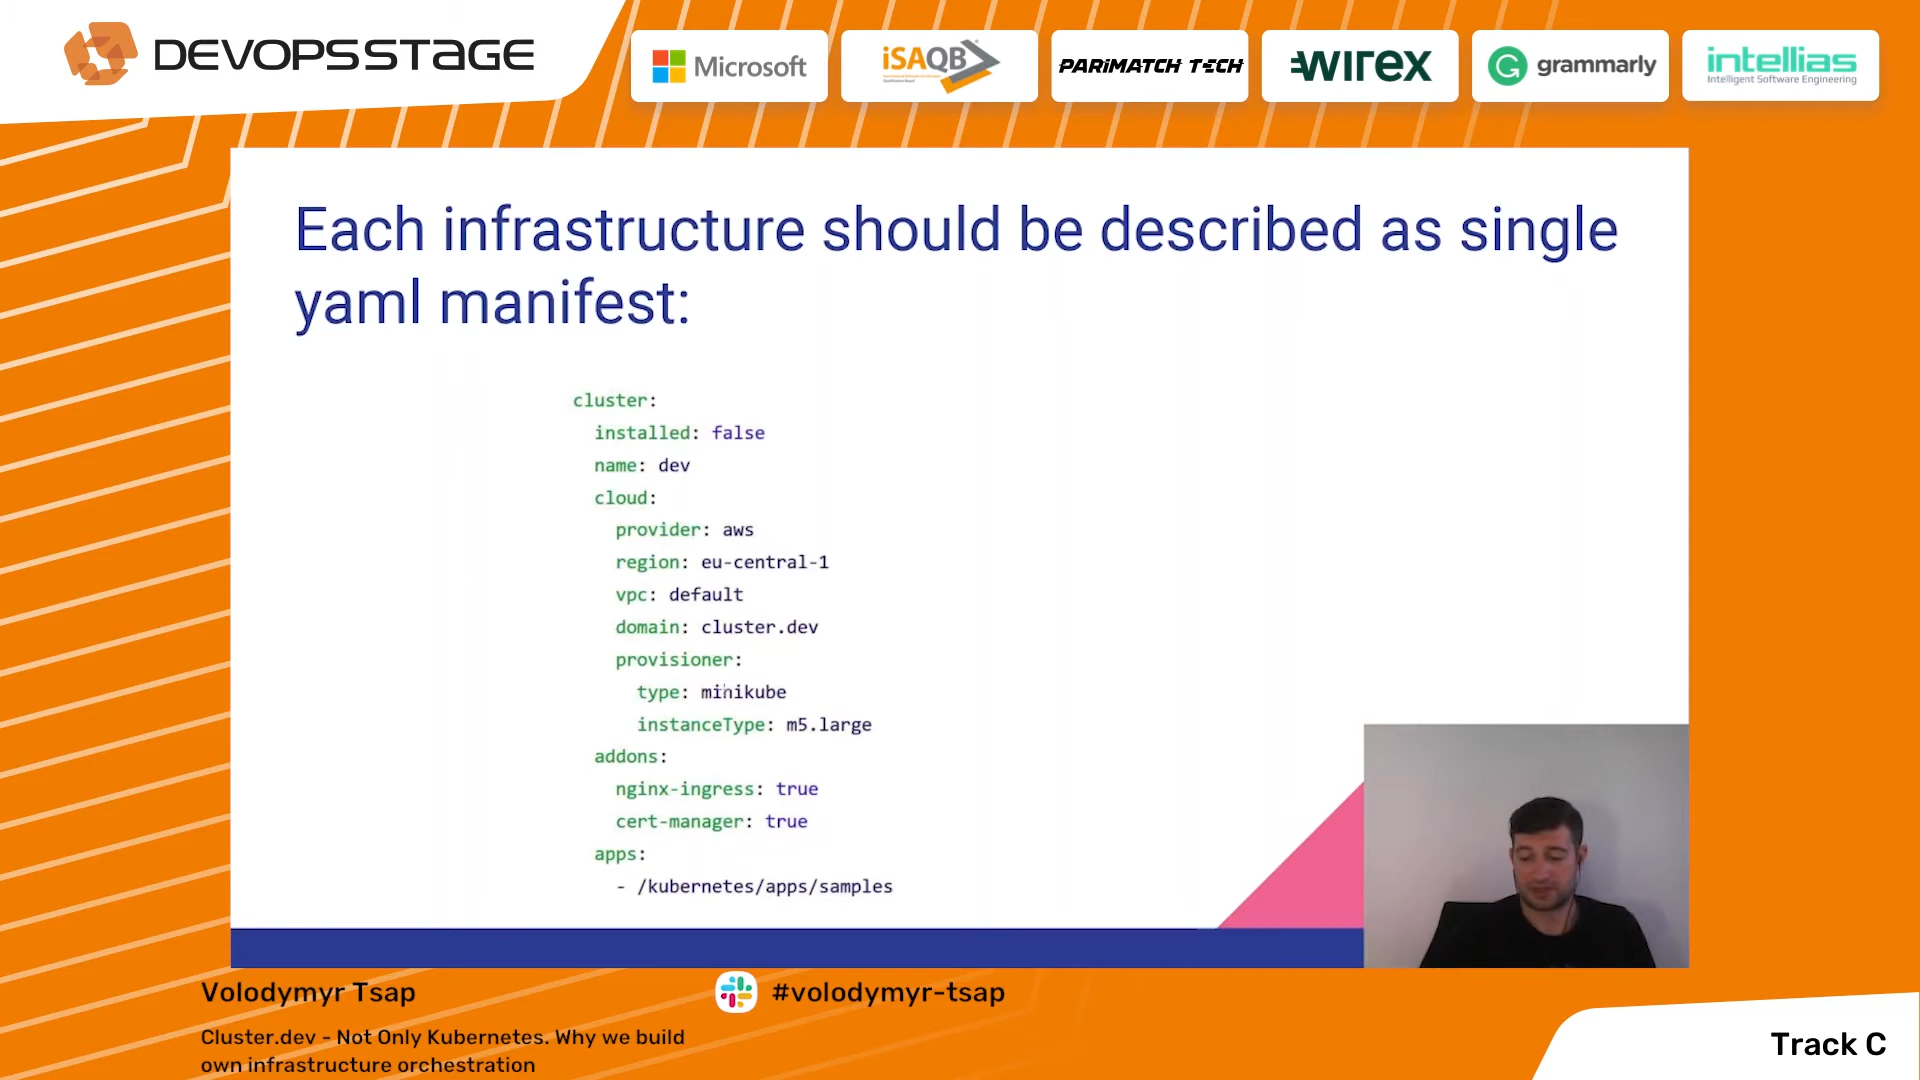 DEVOPSSTAGE
Microsoft
iSAQB
PARIMATCH TECH
WIREX
grammarly
intellias
Intelligent Software Engineering
Each infrastructure should be described as single
yaml manifest:
cluster:
installed: false
name: dev
cloud:
provider: aws
region: eu-central-1
vpc: default
domain: cluster.dev
provisioner:
type: minikube
instanceType: m5.large
addons:
nginx-ingress: true
cert-manager: true
apps:
- /kubernetes/apps/samples
Volodymyr Tsap
#volodymyr-tsap
Cluster.dev - Not Only Kubernetes. Why we build
own infrastructure orchestration
Track C